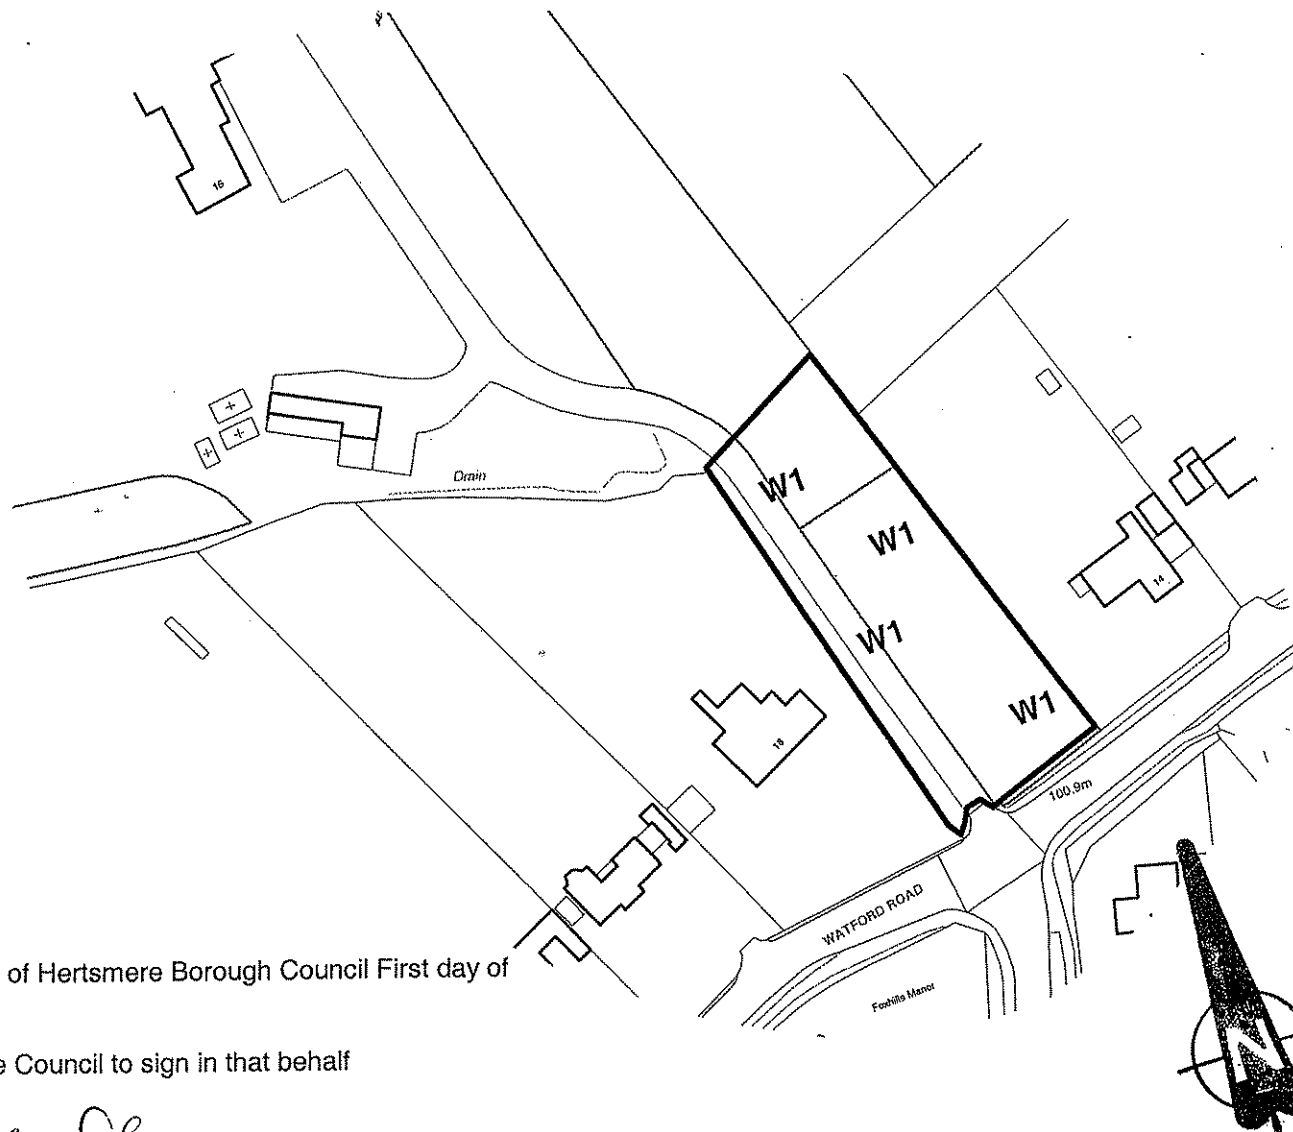 16
Drain
W1
W1
W1
W1
14
18
100.9m
WATFORD ROAD
Foxhills Manor
of Hertsmere Borough Council First day of
e Council to sign in that behalf
N